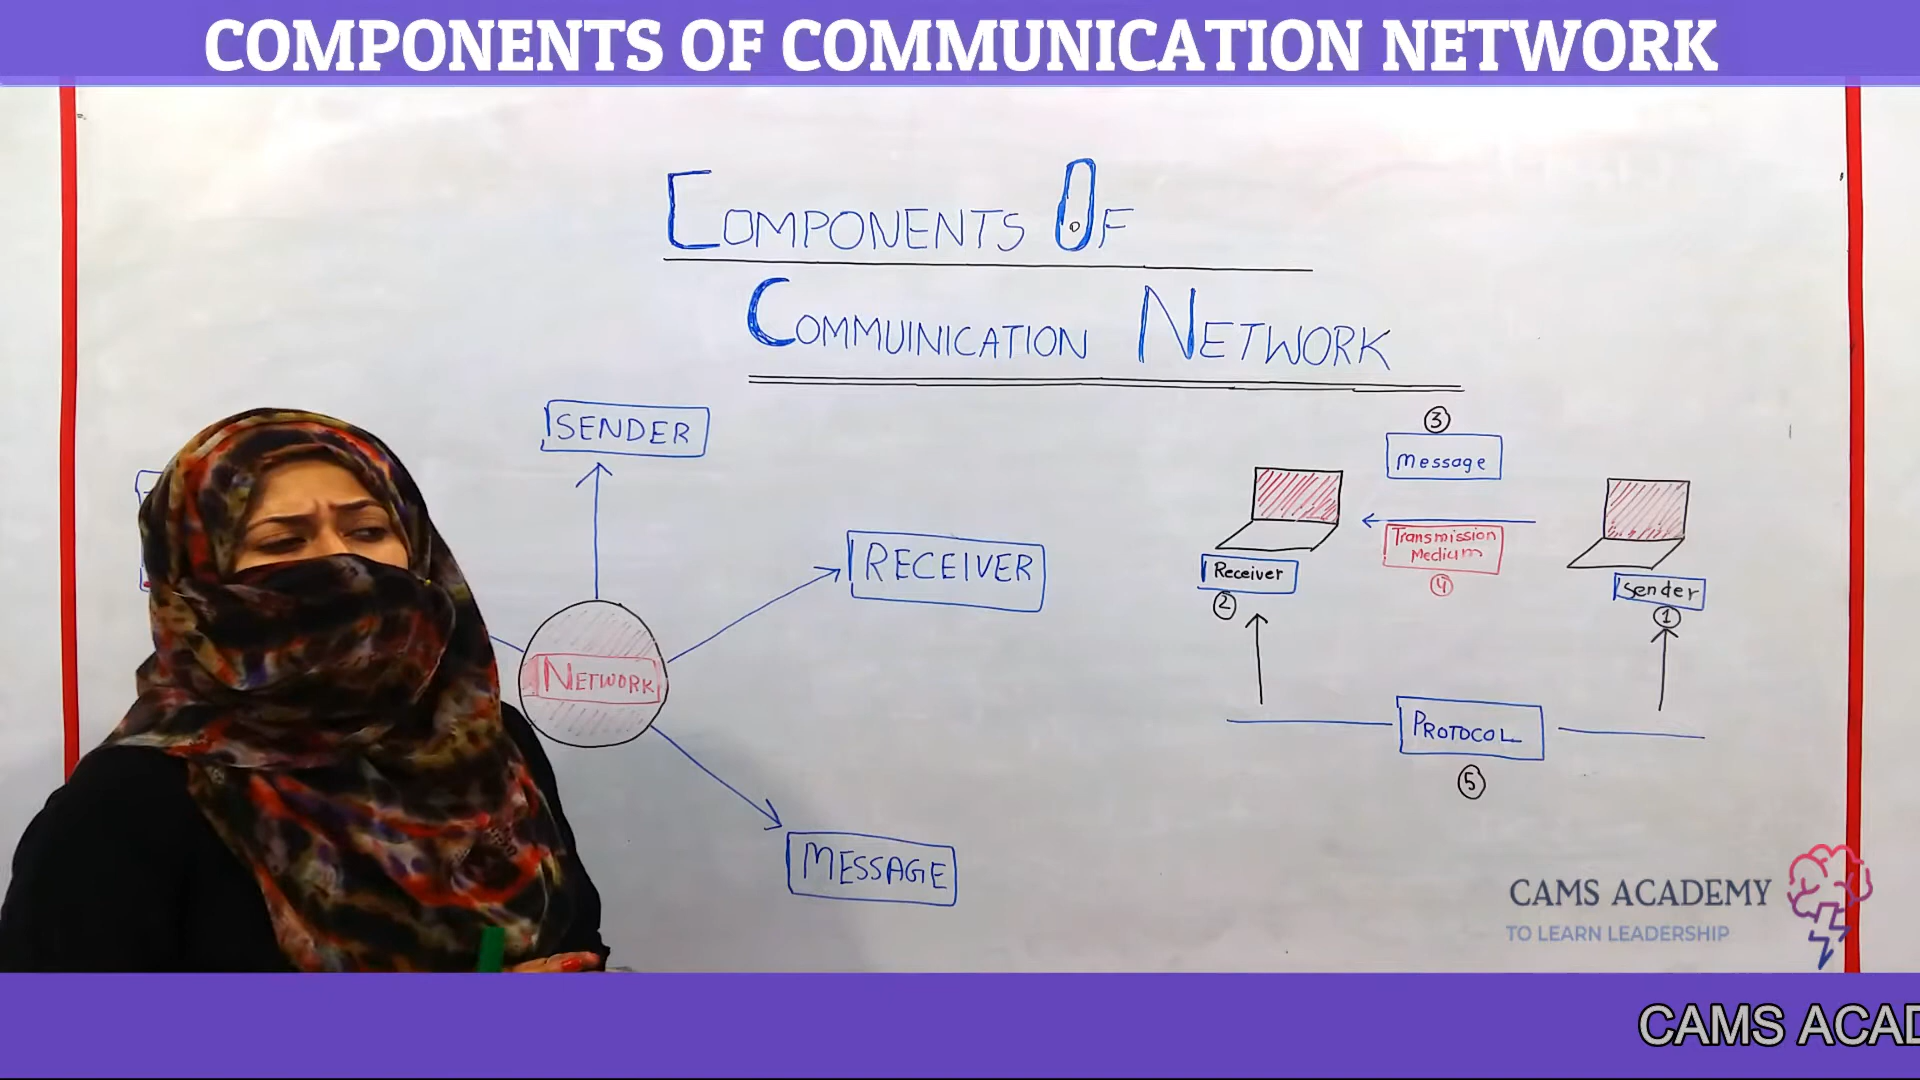 COMPONENTS OF COMMUNICATION NETWORK
COMPONENTS OF
COMMUINICATION NETWORK
SENDER
RECEIVER
NETWORK
MESSAGE
3
Message
Transmission
Medium
4
Receiver
2
Sender
1
PROTOCOL
5
CAMS ACADEMY
TO LEARN LEADERSHIP
CAMS ACAD